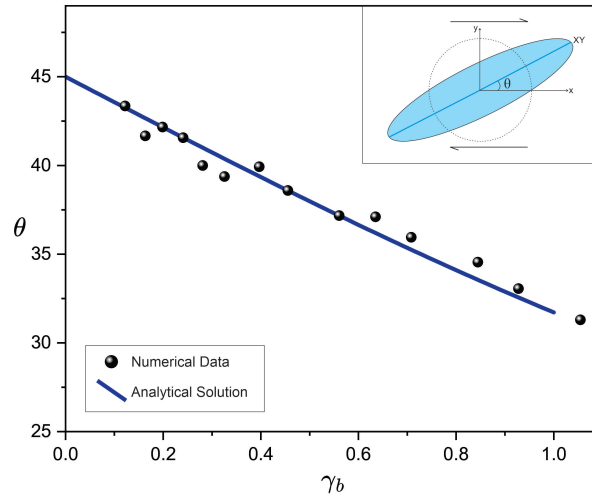 y
XY
θ
x
45
40
θ
35
30
25
Numerical Data
Analytical Solution
0.0 0.2 0.4 0.6 0.8 1.0
γb